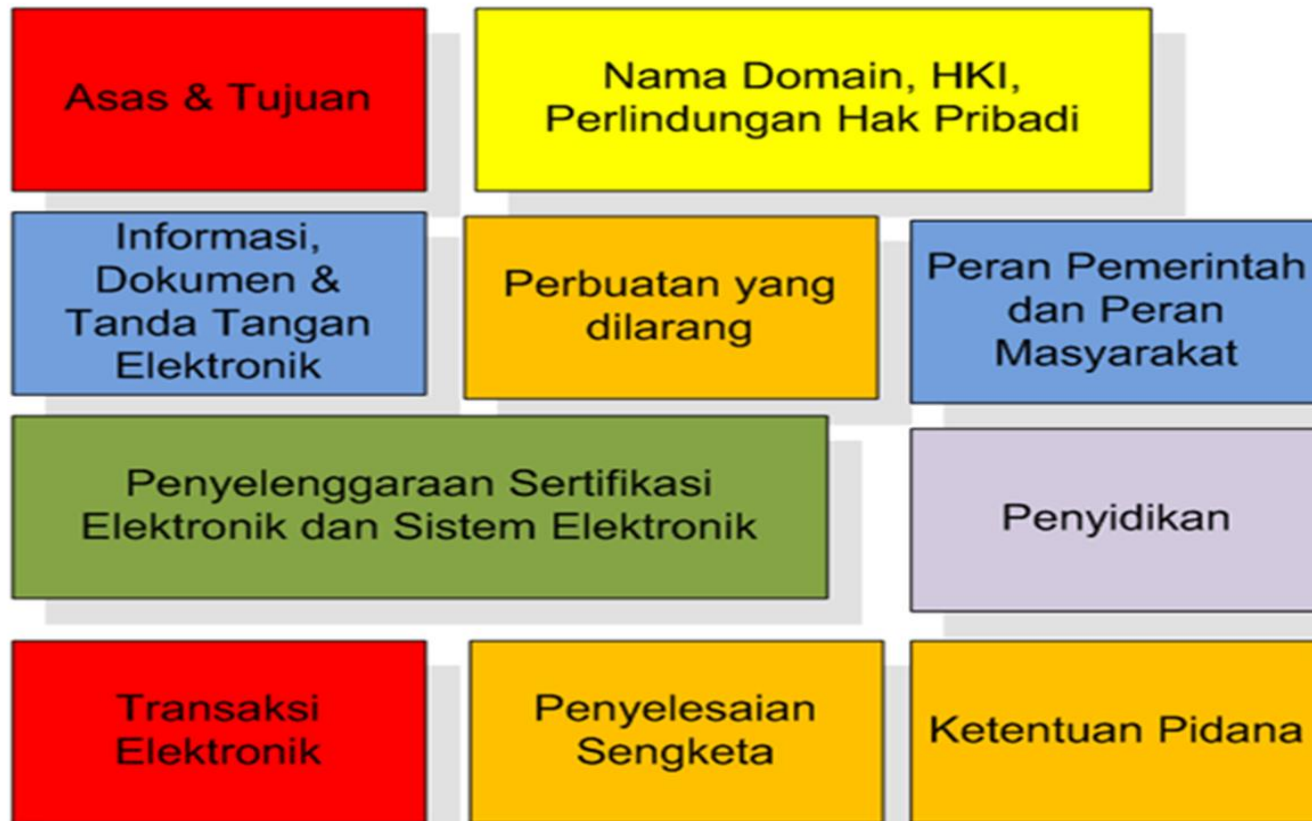 Asas & Tujuan
Nama Domain, HKI,
Perlindungan Hak Pribadi
Informasi,
Dokumen &
Tanda Tangan
Elektronik
Perbuatan yang
dilarang
Peran Pemerintah
dan Peran
Masyarakat
Penyelenggaraan Sertifikasi
Elektronik dan Sistem Elektronik
Penyidikan
Transaksi
Elektronik
Penyelesaian
Sengketa
Ketentuan Pidana